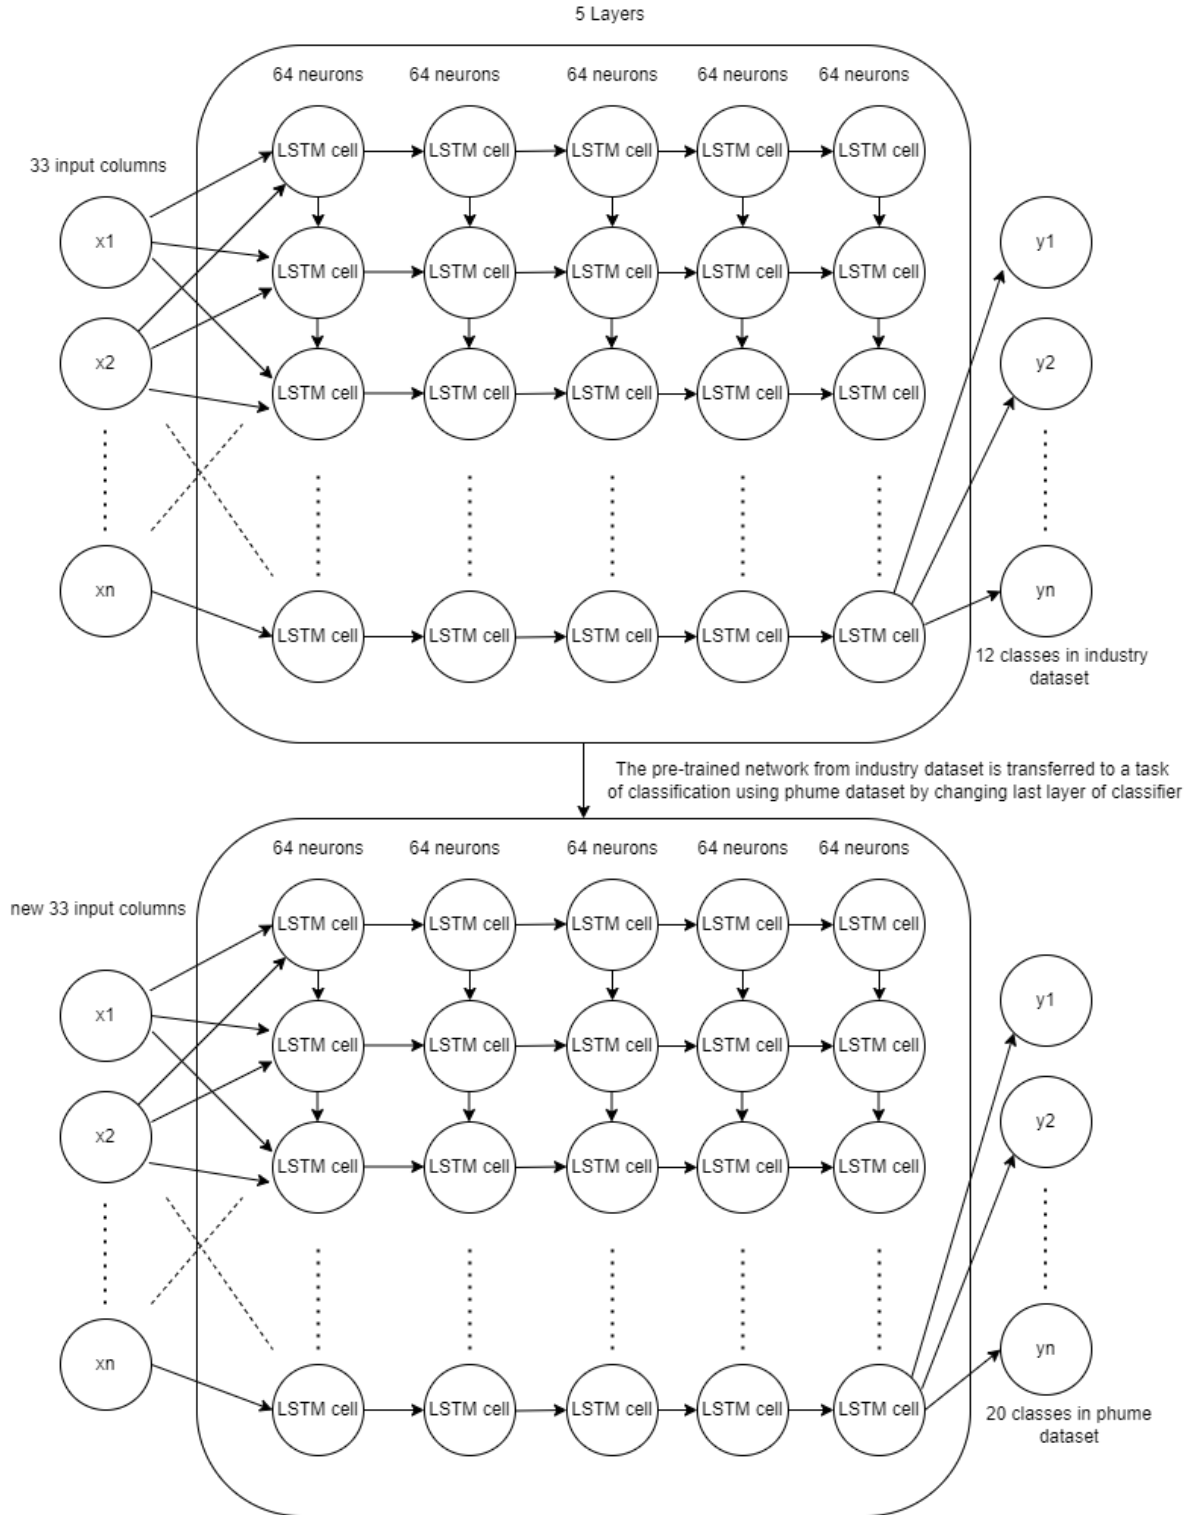 5 Layers
64 neurons 64 neurons 64 neurons 64 neurons 64 neurons
LSTM cell LSTM cell LSTM cell LSTM cell LSTM cell
33 input columns
x1
y1
LSTM cell LSTM cell LSTM cell LSTM cell LSTM cell
x2
y2
LSTM cell LSTM cell LSTM cell LSTM cell LSTM cell
xn
yn
LSTM cell LSTM cell LSTM cell LSTM cell LSTM cell
12 classes in industry
dataset
The pre-trained network from industry dataset is transferred to a task
of classification using phume dataset by changing last layer of classifier
64 neurons 64 neurons 64 neurons 64 neurons 64 neurons
new 33 input columns
LSTM cell LSTM cell LSTM cell LSTM cell LSTM cell
x1
y1
LSTM cell LSTM cell LSTM cell LSTM cell LSTM cell
x2
y2
LSTM cell LSTM cell LSTM cell LSTM cell LSTM cell
xn
yn
LSTM cell LSTM cell LSTM cell LSTM cell LSTM cell
20 classes in phume
dataset